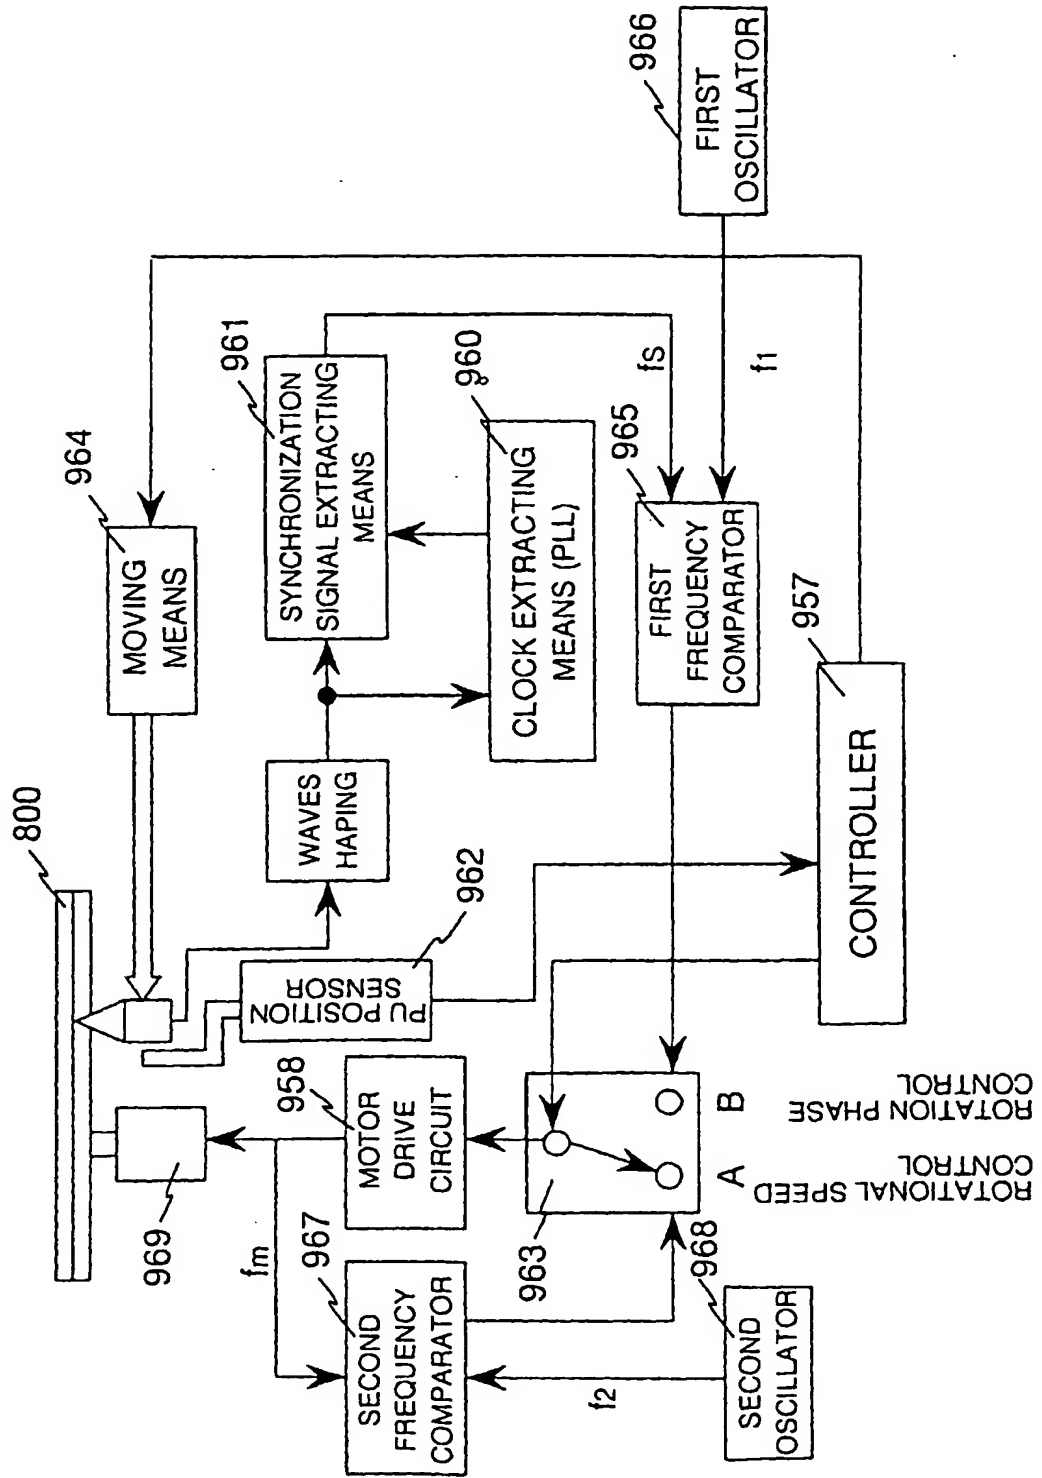 800
964
MOVING
MEANS
961
SYNCHRONIZATION
SIGNAL EXTRACTING
MEANS
960
CLOCK EXTRACTING
MEANS (PLL)
WAVES
HAPING
962
PU POSITION
SENSOR
969
fm
958
MOTOR
DRIVE
CIRCUIT
967
SECOND
FREQUENCY
COMPARATOR
f2
968
SECOND
OSCILLATOR
963
A
B
ROTATIONAL SPEED
CONTROL
ROTATION PHASE
CONTROL
965
FIRST
FREQUENCY
COMPARATOR
fS
f1
966
FIRST
OSCILLATOR
957
CONTROLLER